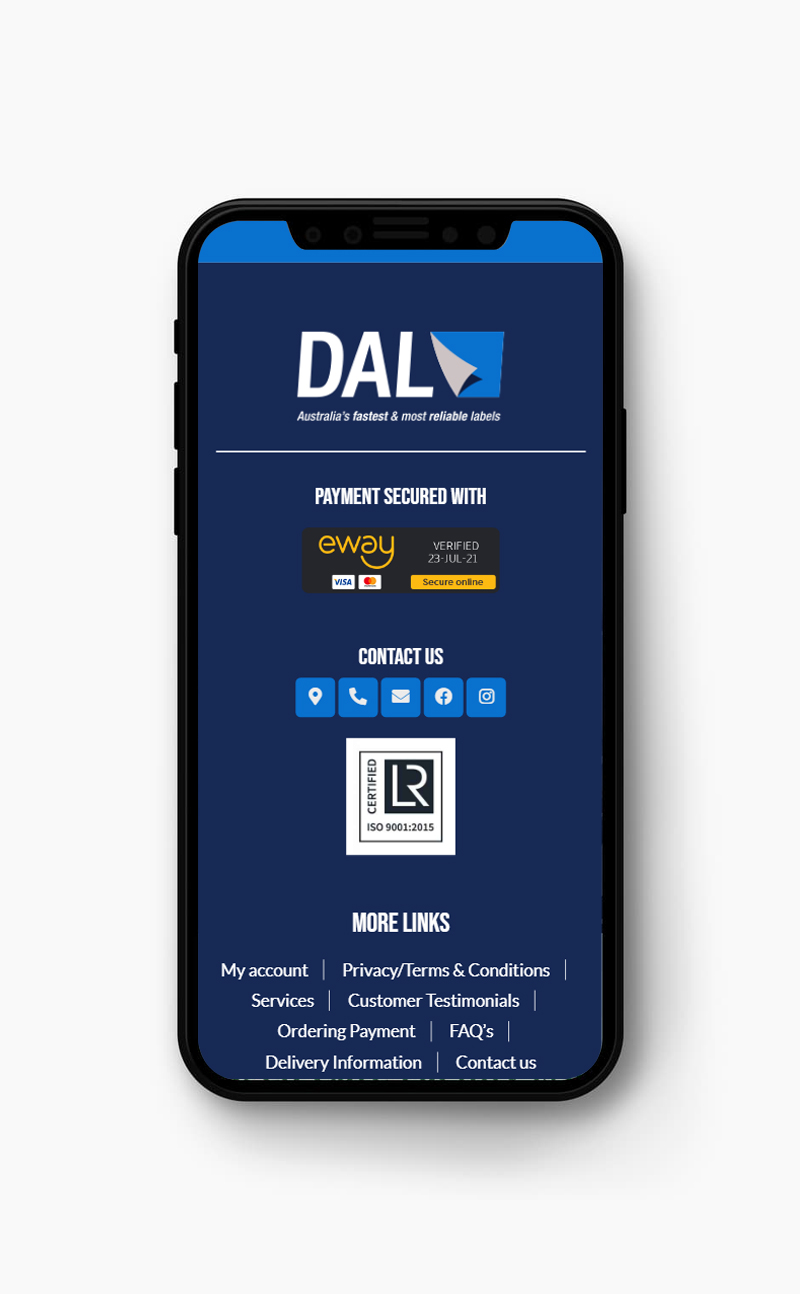 DAL
Australia's fastest & most reliable labels
PAYMENT SECURED WITH
eway
VERIFIED
23-JUL-21
VISA
Secure online
CONTACT US
CERTIFIED
LR
ISO 9001:2015
MORE LINKS
My account | Privacy/Terms & Conditions |
Services | Customer Testimonials |
Ordering Payment | FAQ's |
Delivery Information | Contact us